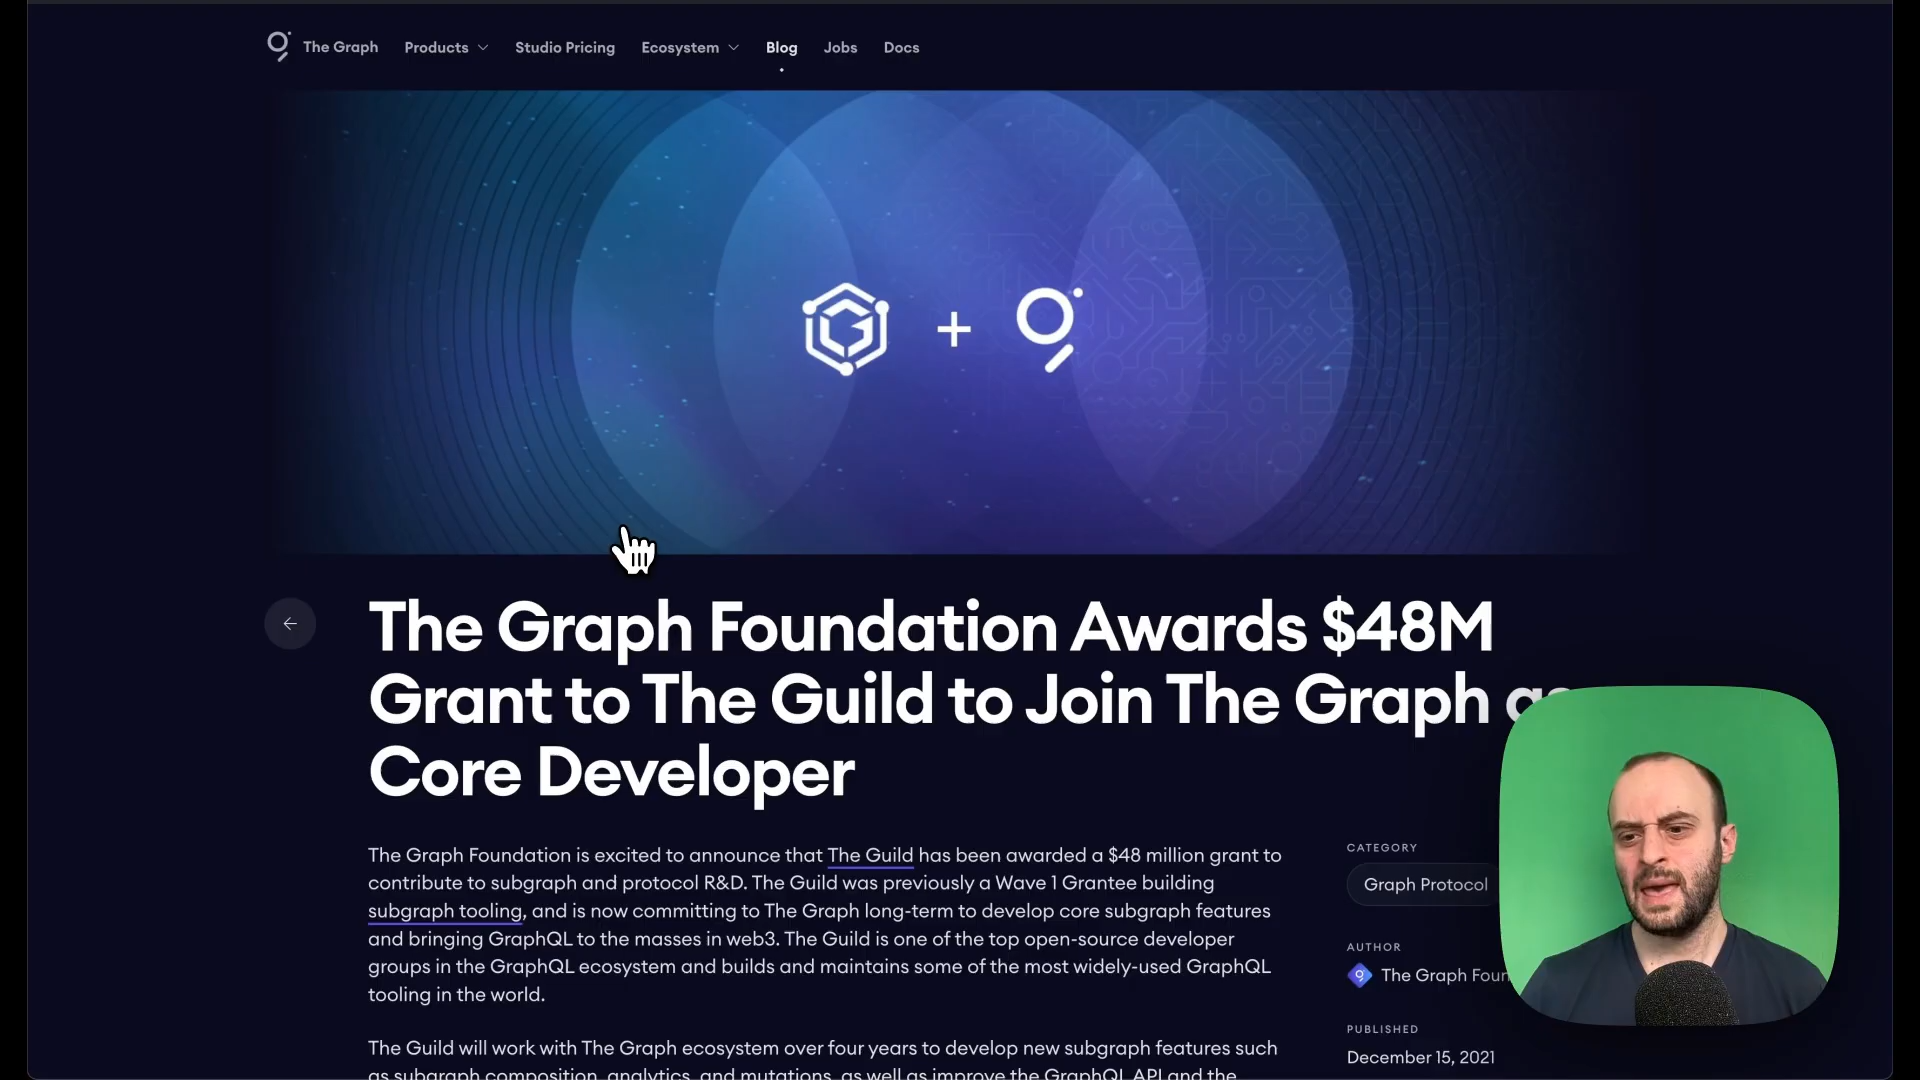 The Graph
Products
Studio Pricing
Ecosystem
Blog
Jobs
Docs
The Graph Foundation Awards $48M
Grant to The Guild to Join The Graph as
Core Developer
The Graph Foundation is excited to announce that The Guild has been awarded a $48 million grant to
contribute to subgraph and protocol R&D. The Guild was previously a Wave 1 Grantee building
subgraph tooling, and is now committing to The Graph long-term to develop core subgraph features
and bringing GraphQL to the masses in web3. The Guild is one of the top open-source developer
groups in the GraphQL ecosystem and builds and maintains some of the most widely-used GraphQL
tooling in the world.
The Guild will work with The Graph ecosystem over four years to develop new subgraph features such
as subgraph composition, analytics, and mutations, as well as improve the GraphQL API and the
CATEGORY
Graph Protocol
AUTHOR
The Graph Foun
PUBLISHED
December 15, 2021